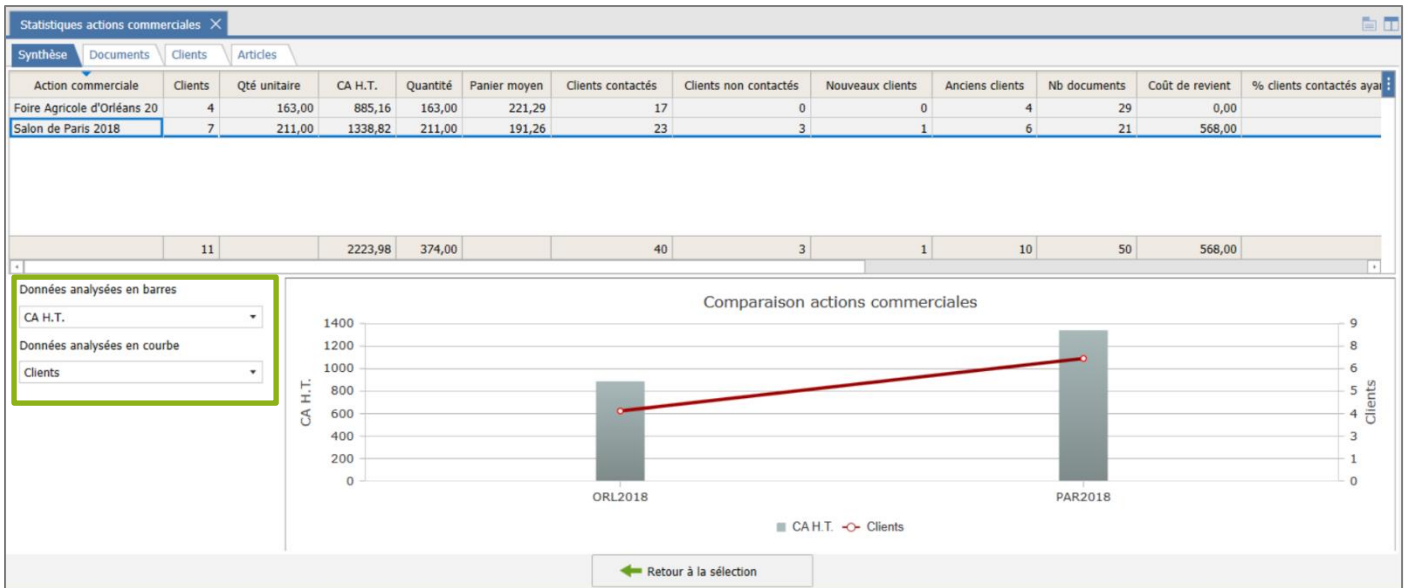 Statistiques actions commerciales
Synthèse Documents Clients Articles
Action commerciale Clients Qté unitaire CA H.T. Quantité Panier moyen Clients contactés Clients non contactés Nouveaux clients Anciens clients Nb documents Coût de revient % clients contactés ayan
Foire Agricole d'Orléans 20 4 163,00 885,16 163,00 221,29 17 0 0 4 29 0,00
Salon de Paris 2018 7 211,00 1338,82 211,00 191,26 23 3 1 6 21 568,00
11 2223,98 374,00 40 3 1 10 50 568,00
Données analysées en barres
CA H.T.
Données analysées en courbe
Clients
Comparaison actions commerciales
1400 9
1200 8
1000 6
800 5
600 4
400 3
200 1
0 0
CA H.T.
Clients
ORL2018 PAR2018
CA H.T. Clients
Retour à la sélection